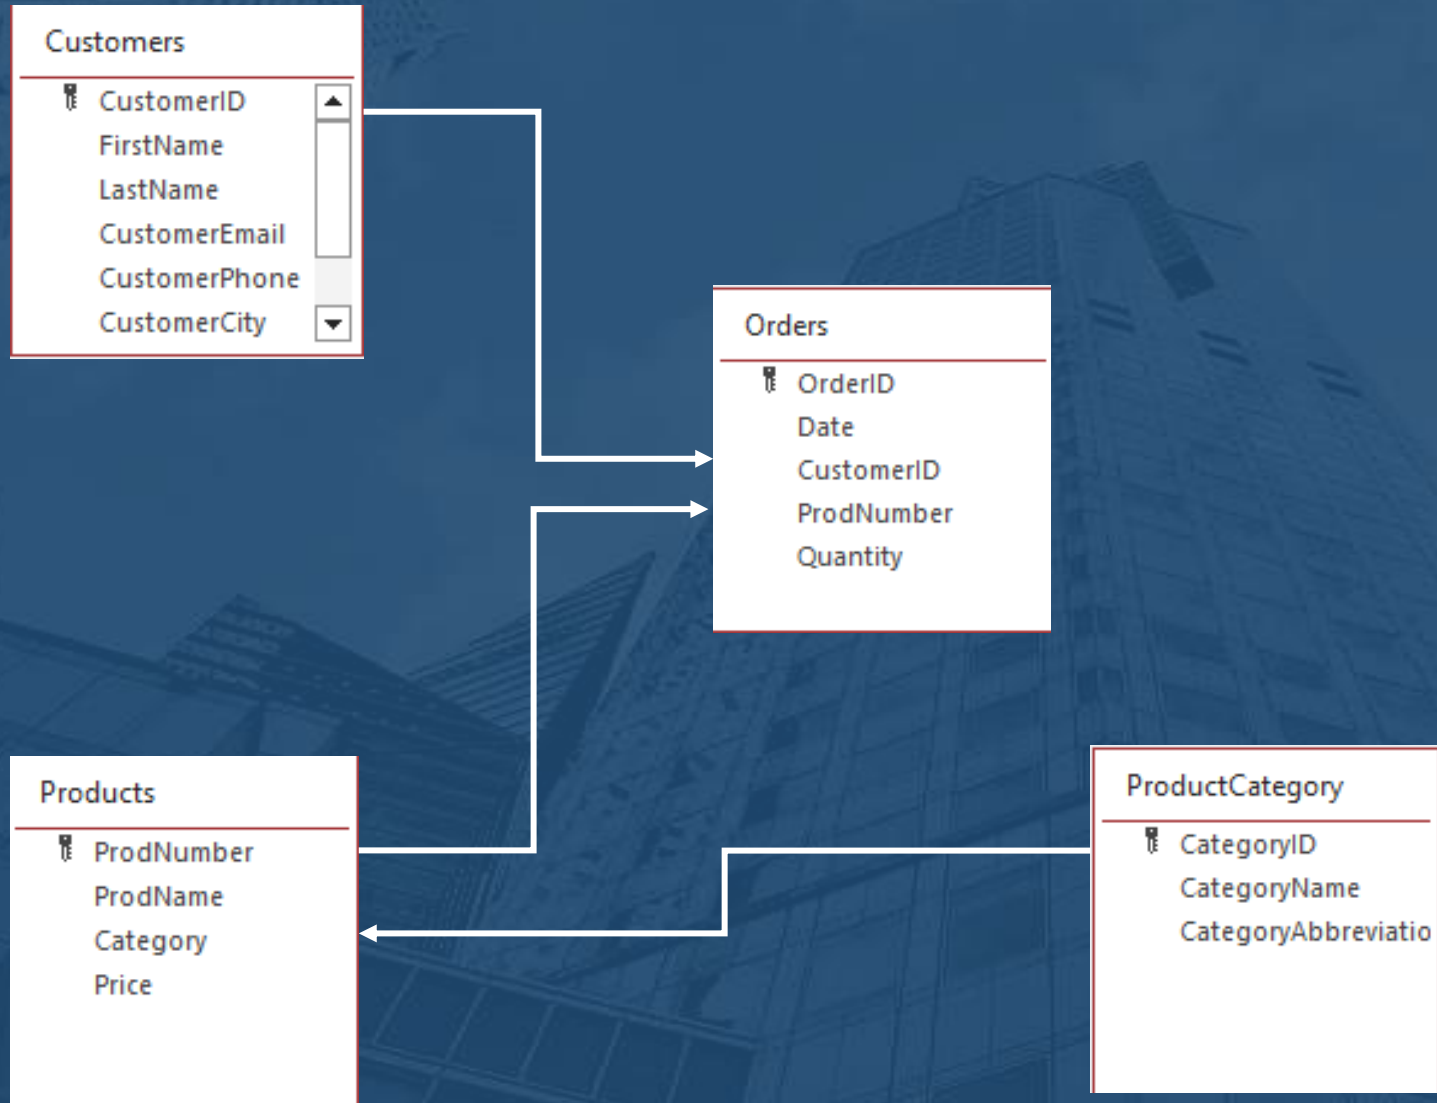 Customers
CustomerID
FirstName
LastName
CustomerEmail
CustomerPhone
CustomerCity
Orders
OrderID
Date
CustomerID
ProdNumber
Quantity
Products
ProdNumber
ProdName
Category
Price
ProductCategory
CategoryID
CategoryName
CategoryAbbreviatio